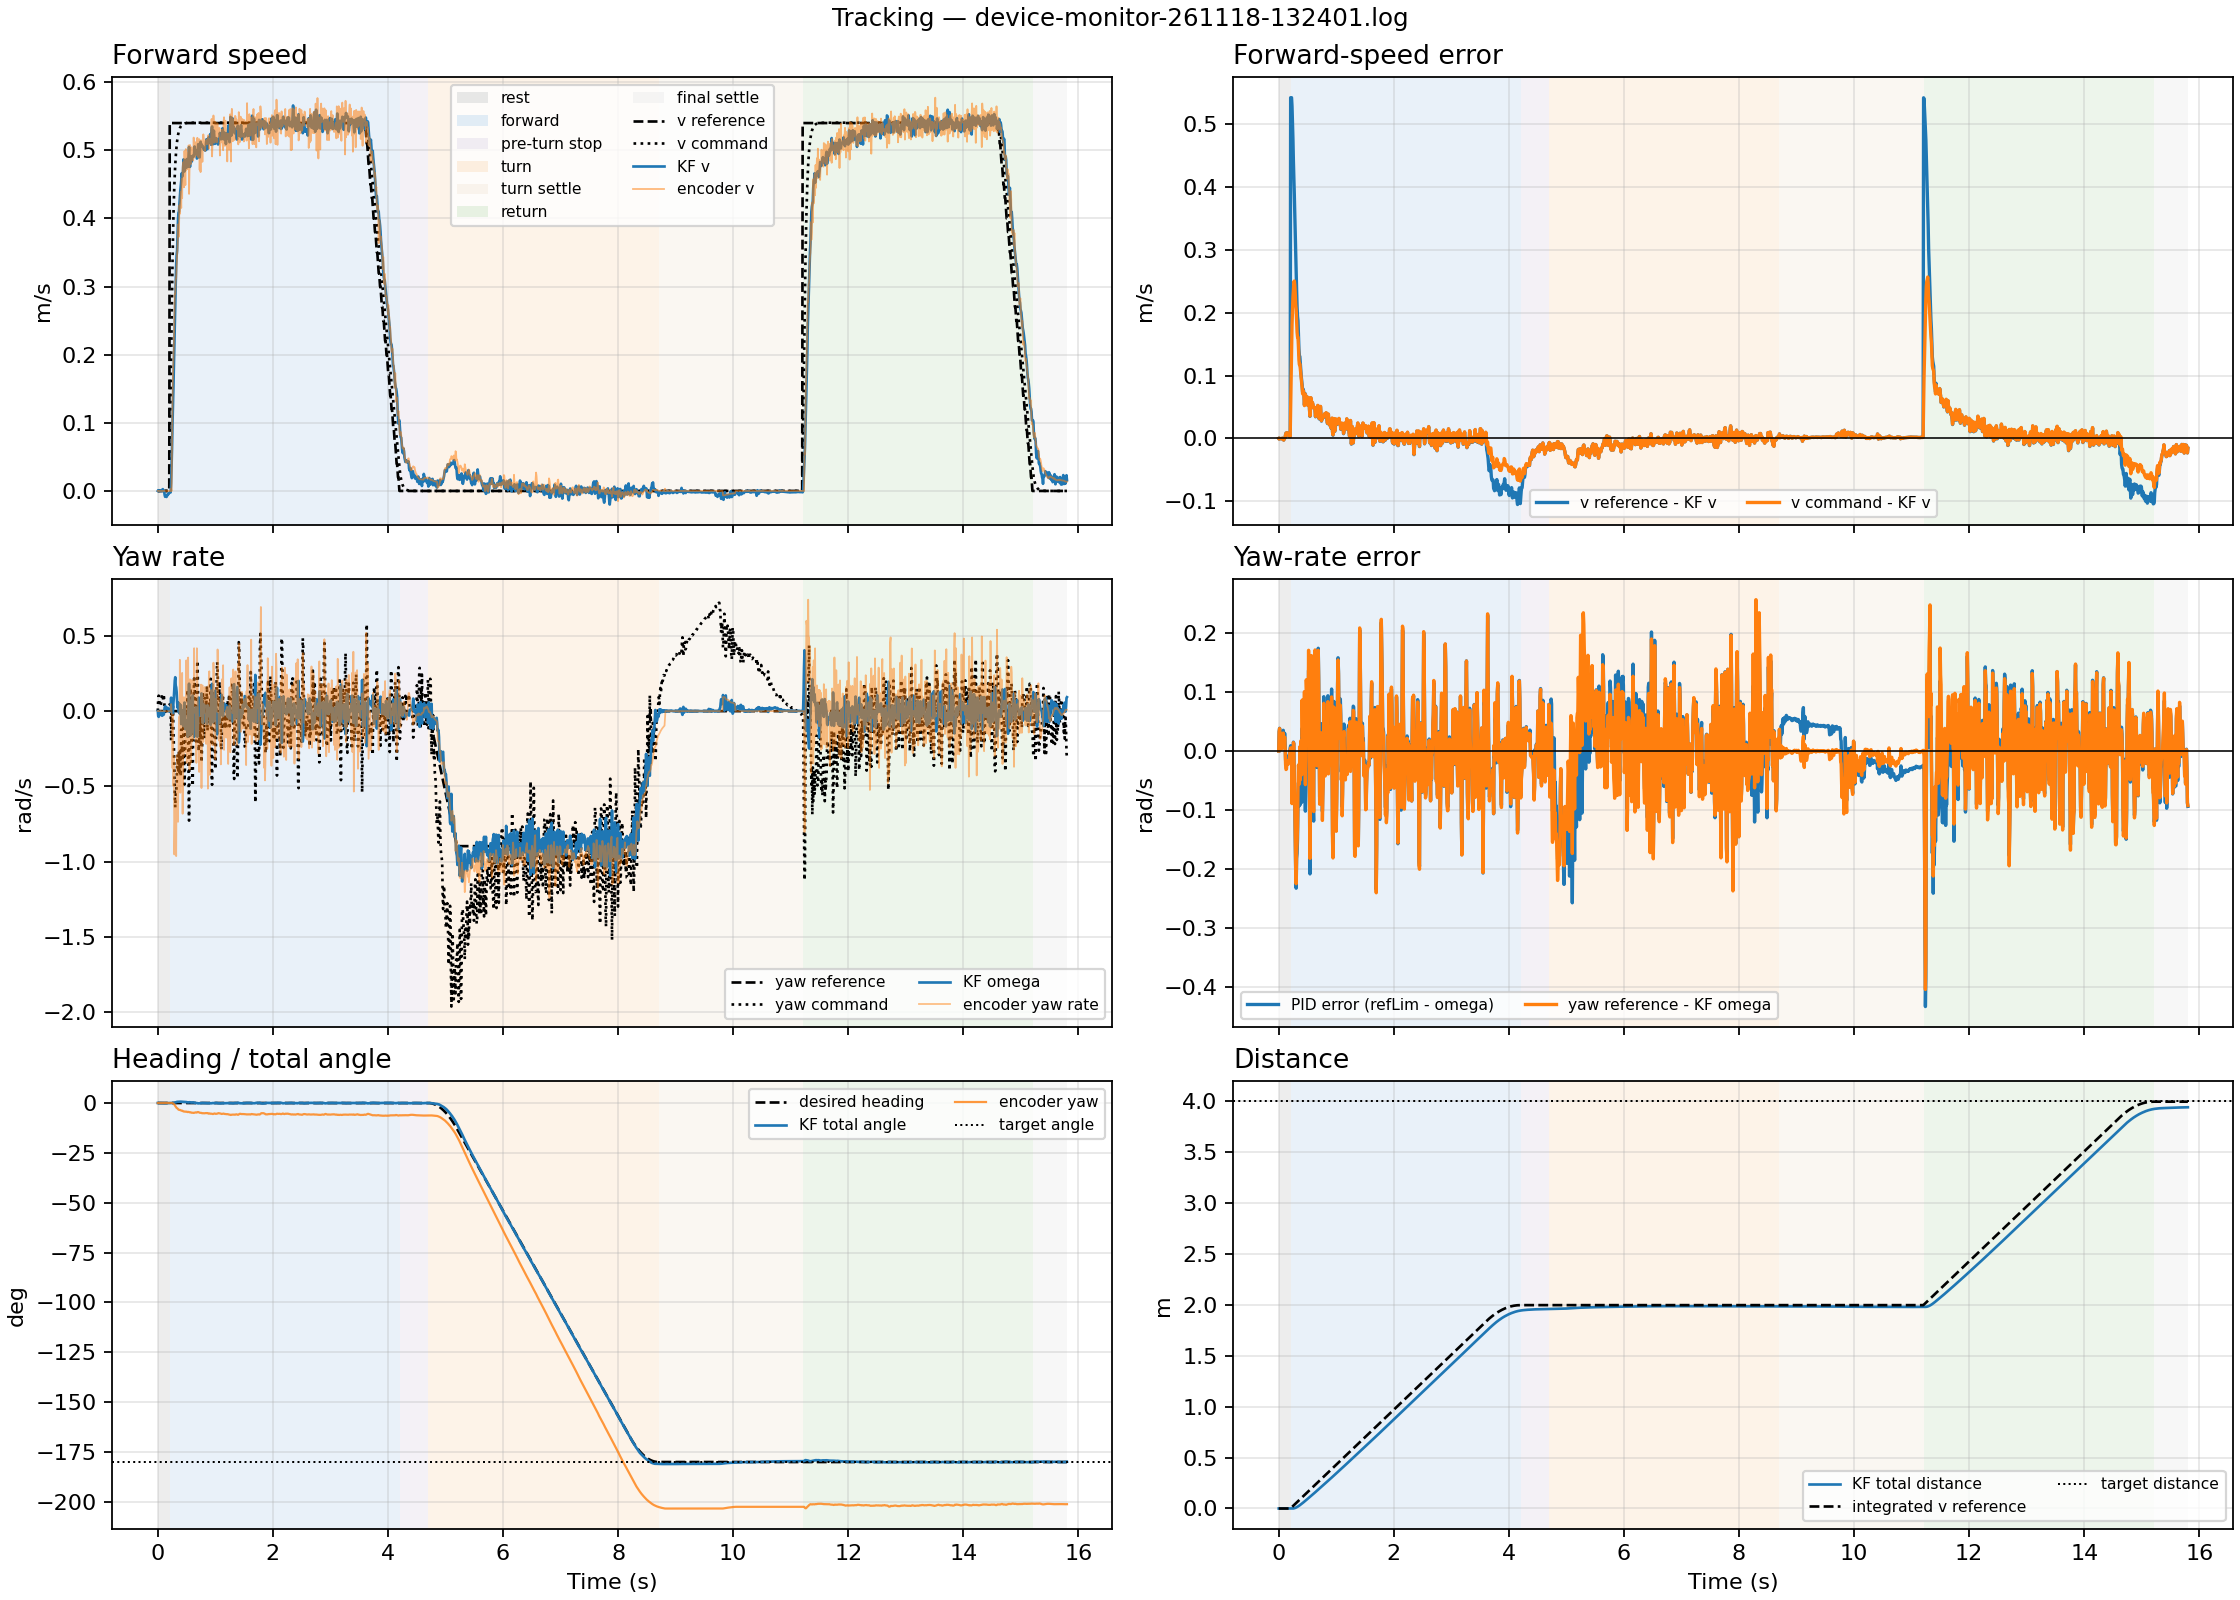 Tracking — device-monitor-261118-132401.log
Forward speed
0.6
0.5
0.4
0.3
0.2
0.1
0.0
m/s
rest
forward
pre-turn stop
turn
turn settle
return
final settle
v reference
v command
KF v
encoder v
Forward-speed error
0.5
0.4
0.3
0.2
0.1
0.0
−0.1
m/s
v reference - KF v
v command - KF v
Yaw rate
0.5
0.0
−0.5
−1.0
−1.5
−2.0
rad/s
yaw reference
yaw command
KF omega
encoder yaw rate
Yaw-rate error
0.2
0.1
0.0
−0.1
−0.2
−0.3
−0.4
rad/s
PID error (refLim - omega)
yaw reference - KF omega
Heading / total angle
0
−25
−50
−75
−100
−125
−150
−175
−200
deg
desired heading
KF total angle
encoder yaw
target angle
0 2 4 6 8 10 12 14 16
Time (s)
Distance
4.0
3.5
3.0
2.5
2.0
1.5
1.0
0.5
0.0
m
KF total distance
integrated v reference
target distance
0 2 4 6 8 10 12 14 16
Time (s)